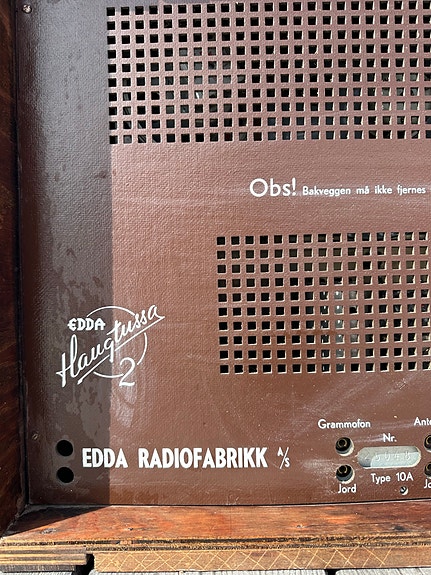 Obs! Bakveggen må ikke fjernes
EDDA
Haugtussa
2
Grammofon
Nr.
EDDA RADIOFABRIKK A/S
Type 10A
Jord